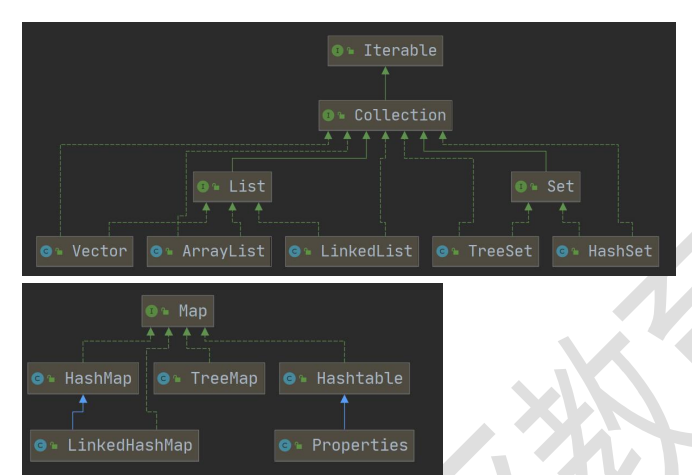 Iterable
Collection
List Set
Vector ArrayList LinkedList TreeSet HashSet
Map
HashMap TreeMap Hashtable
LinkedHashMap Properties